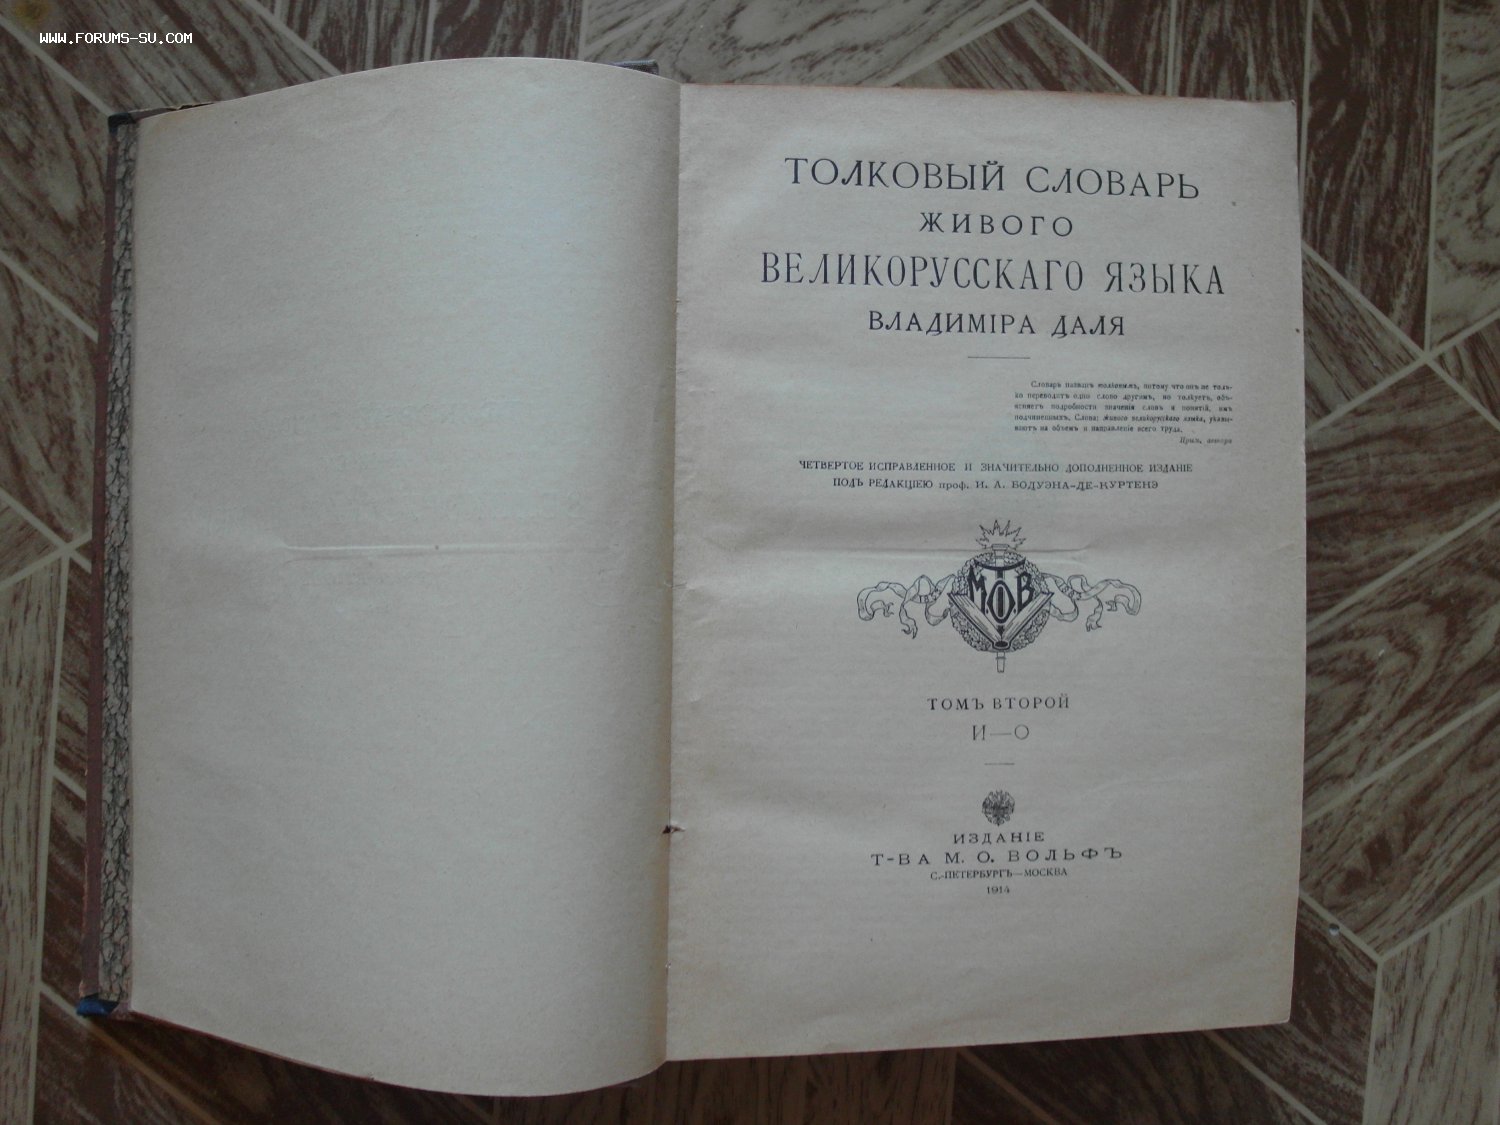 WWW.FORUMS-SU.COM
ТОЛКОВЫЙ СЛОВАРЬ
ЖИВОГО
ВЕЛИКОРУССКАГО ЯЗЫКА
ВЛАДИМІРА ДАЛЯ
Словарь названъ толковымъ, потому что онъ не толь-
ко переводитъ одно слово другимъ, но толкуетъ, объ-
ясняетъ подробности значенія словъ и понятій, имъ
подчиненныхъ. Слова: живого великорусскаго языка, указы-
ваютъ на объемъ и направленіе всего труда.
Прим. автора
ЧЕТВЕРТОЕ ИСПРАВЛЕННОЕ И ЗНАЧИТЕЛЬНО ДОПОЛНЕННОЕ ИЗДАНІЕ
ПОДЪ РЕДАКЦІЕЮ проф. И. А. БОДУЭНА-ДЕ-КУРТЕНЭ
Т
М.О.В
ТОМЪ ВТОРОЙ
И—О
ИЗДАНІЕ
Т-ВА М. О. ВОЛЬФЪ
С.-ПЕТЕРБУРГЪ—МОСКВА
1914